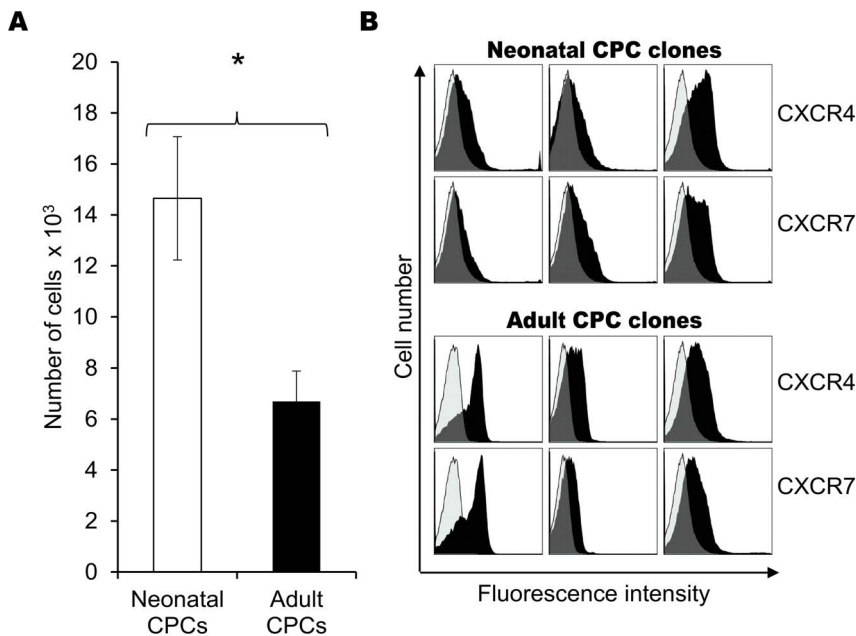 A
Number of cells x 10³
20
18
16
14
12
10
8
6
4
2
0
*
Neonatal
CPCs
Adult
CPCs
B
Neonatal CPC clones
CXCR4
CXCR7
Adult CPC clones
CXCR4
CXCR7
Cell number
Fluorescence intensity